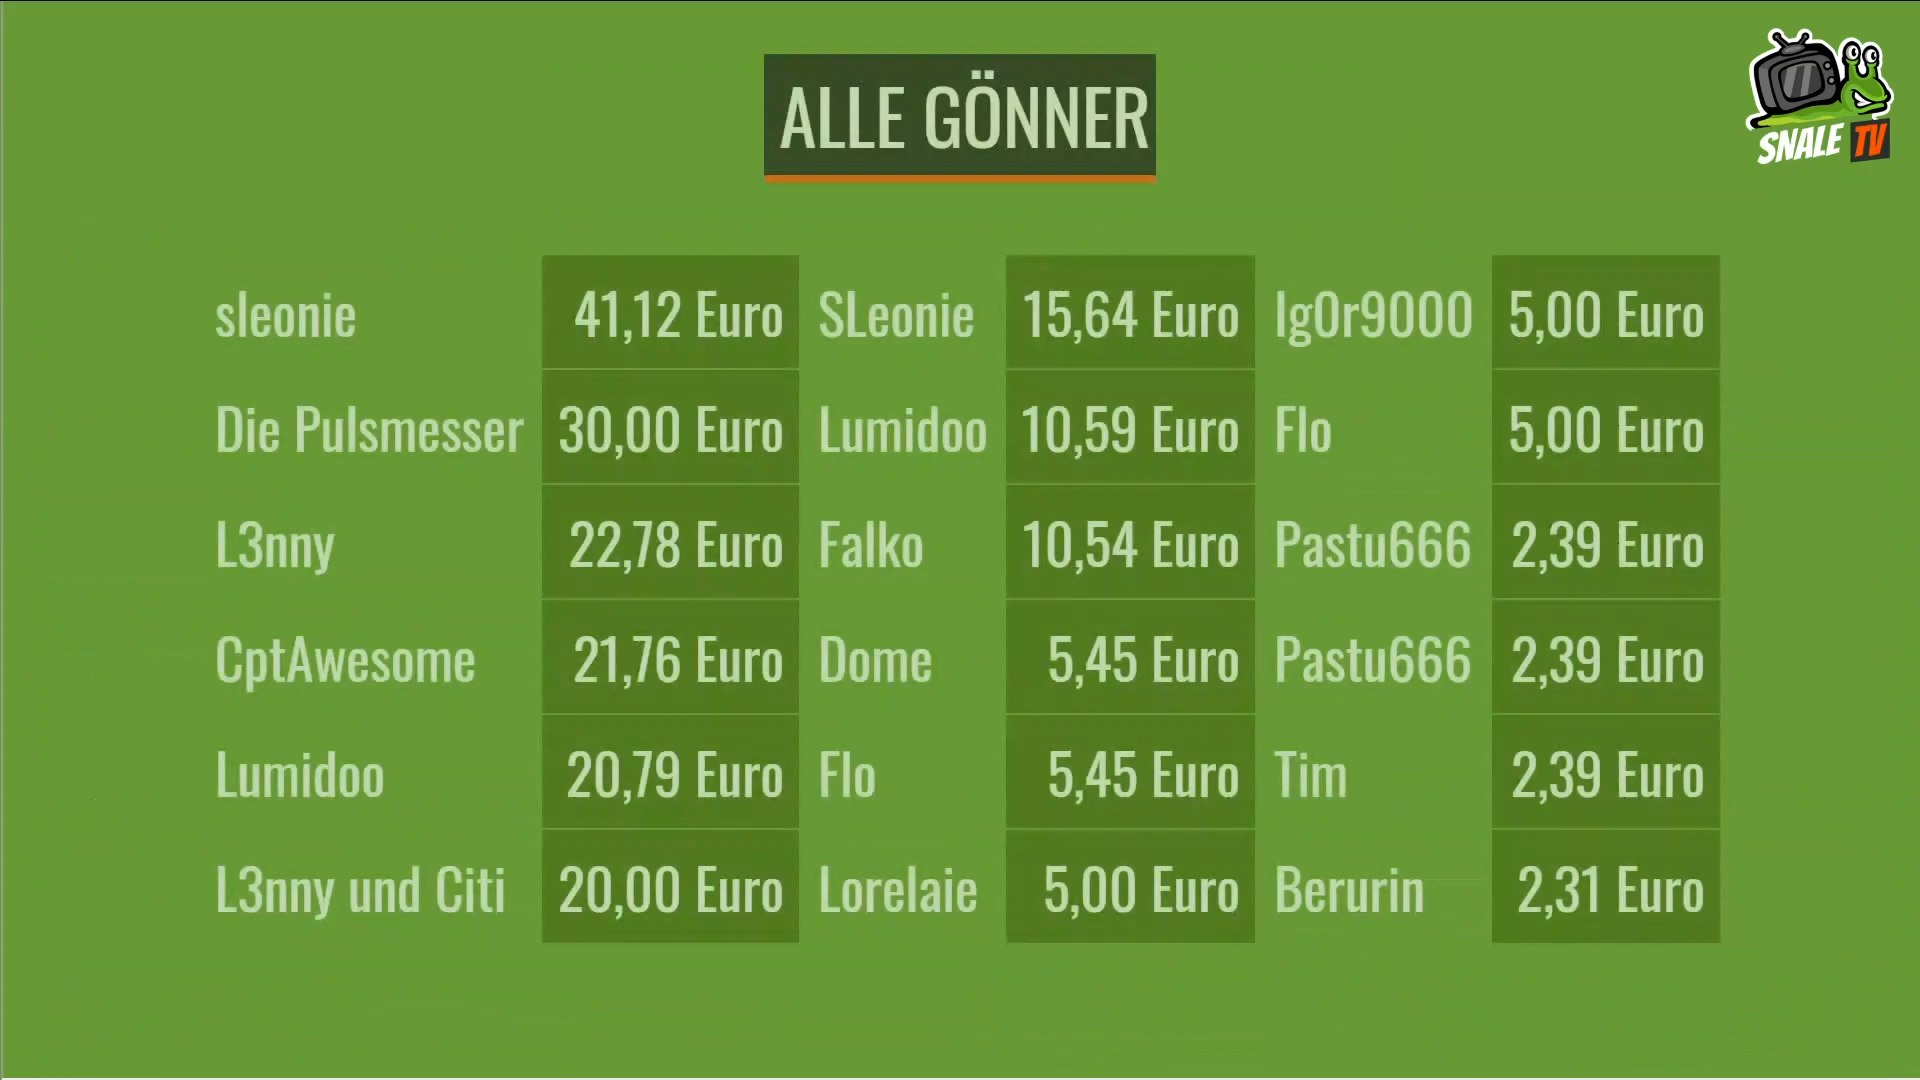 ALLE GÖNNER
SNALE TV
sleonie 41,12 Euro SLeonie 15,64 Euro Ig0r9000 5,00 Euro
Die Pulsmesser 30,00 Euro Lumidoo 10,59 Euro Flo 5,00 Euro
L3nny 22,78 Euro Falko 10,54 Euro Pastu666 2,39 Euro
CptAwesome 21,76 Euro Dome 5,45 Euro Pastu666 2,39 Euro
Lumidoo 20,79 Euro Flo 5,45 Euro Tim 2,39 Euro
L3nny und Citi 20,00 Euro Lorelaie 5,00 Euro Berurin 2,31 Euro